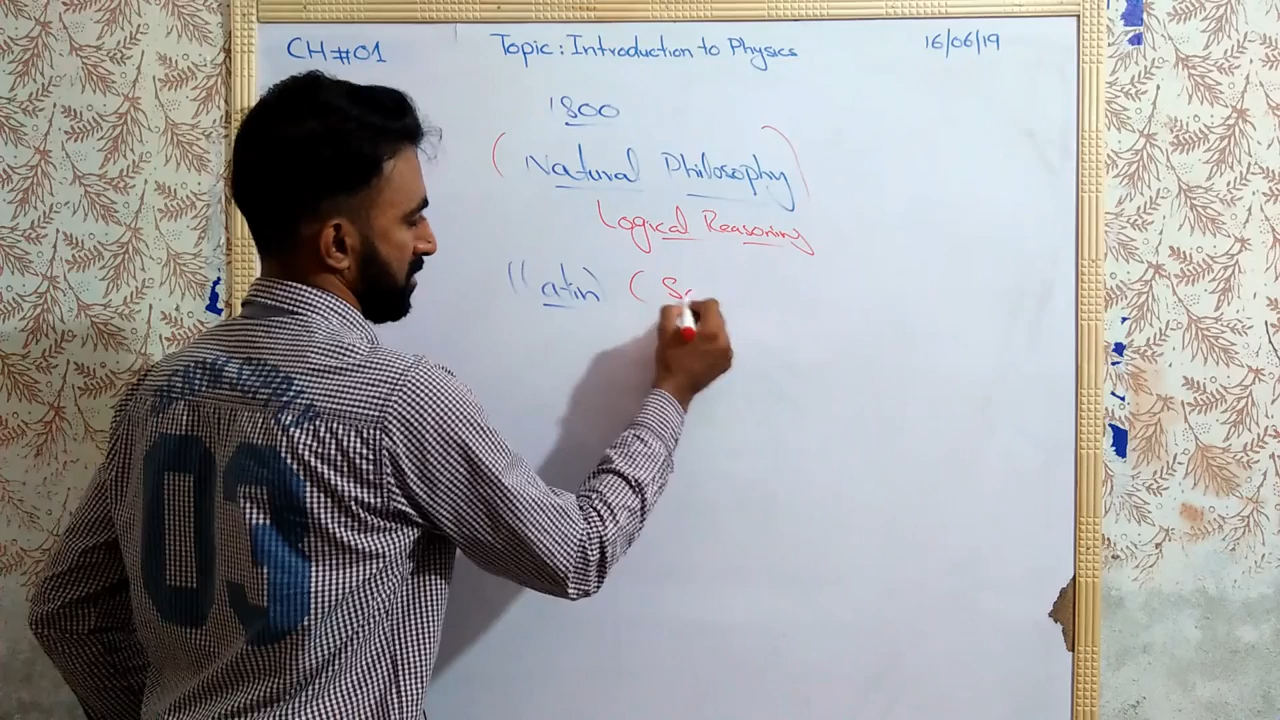 CH#01 Topic: Introduction to Physics 16/06/19
1800
(Natural Philosophy)
Logical Reasoning
(Latin) (
03